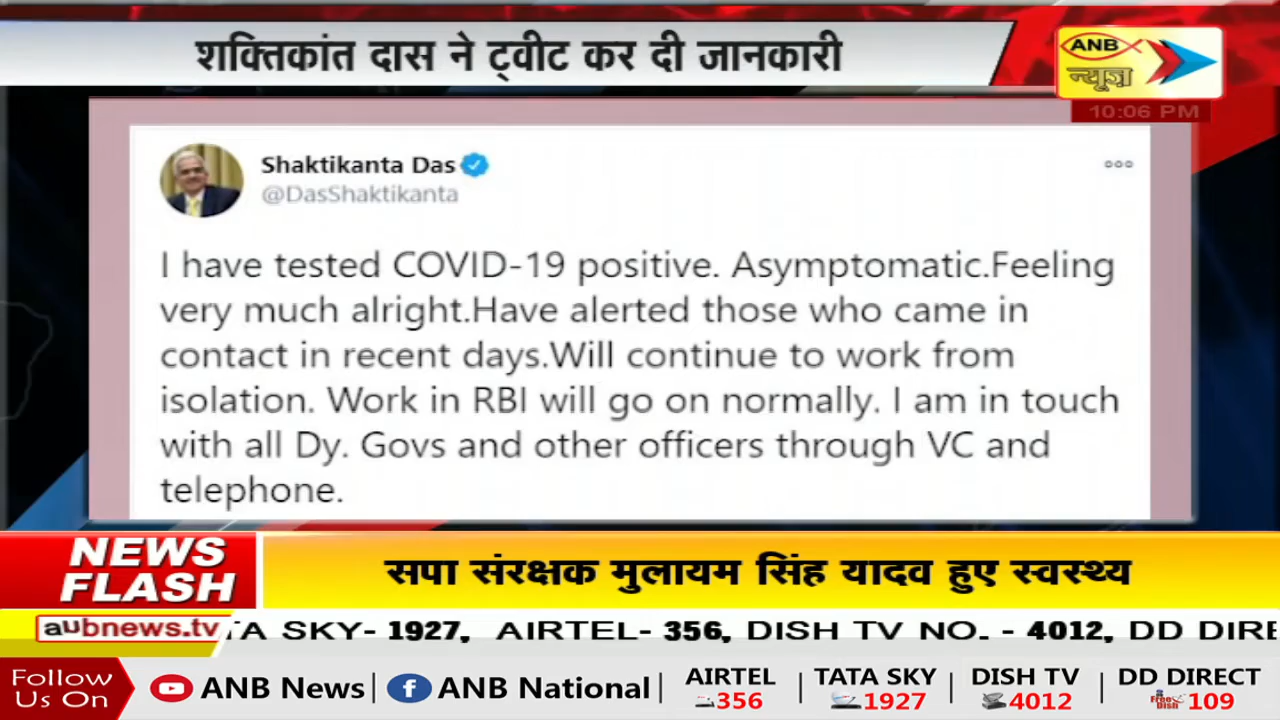 शक्तिकांत दास ने ट्वीट कर दी जानकारी
ANB
न्यूज़
10:06 PM
Shaktikanta Das
@DasShaktikanta
I have tested COVID-19 positive. Asymptomatic.Feeling
very much alright.Have alerted those who came in
contact in recent days.Will continue to work from
isolation. Work in RBI will go on normally. I am in touch
with all Dy. Govs and other officers through VC and
telephone.
NEWS
FLASH
सपा संरक्षक मुलायम सिंह यादव हुए स्वस्थ्य
aubnews.tv
TA SKY- 1927, AIRTEL- 356, DISH TV NO. - 4012, DD DIRE
Follow
Us On
ANB News
ANB National
AIRTEL
356
TATA SKY
1927
DISH TV
4012
DD DIRECT
Free Dish
109